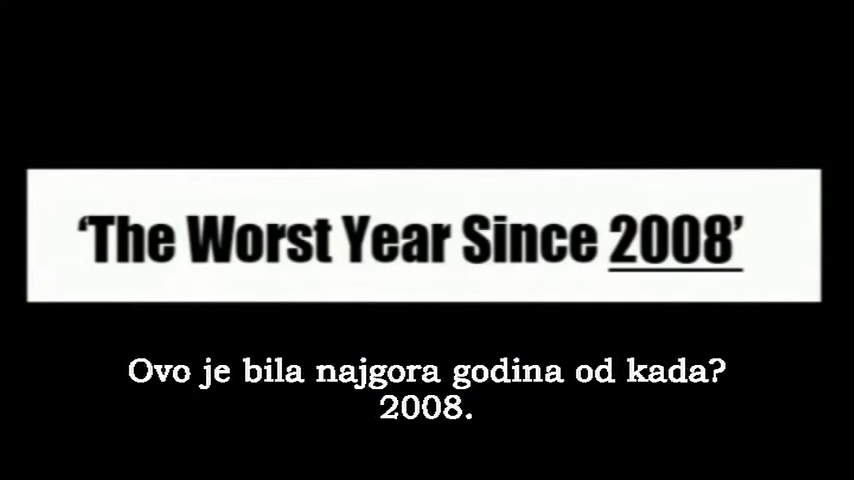 ‘The Worst Year Since 2008’
Ovo je bila najgora godina od kada?
2008.